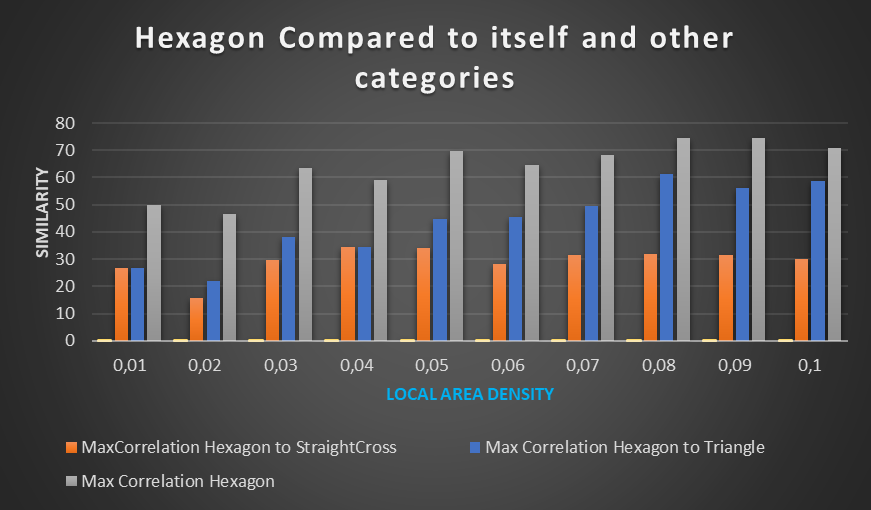 Hexagon Compared to itself and other
categories
80
70
60
50
40
30
20
10
0
SIMILARITY
0,01 0,02 0,03 0,04 0,05 0,06 0,07 0,08 0,09 0,1
LOCAL AREA DENSITY
MaxCorrelation Hexagon to StraightCross Max Correlation Hexagon to Triangle
Max Correlation Hexagon